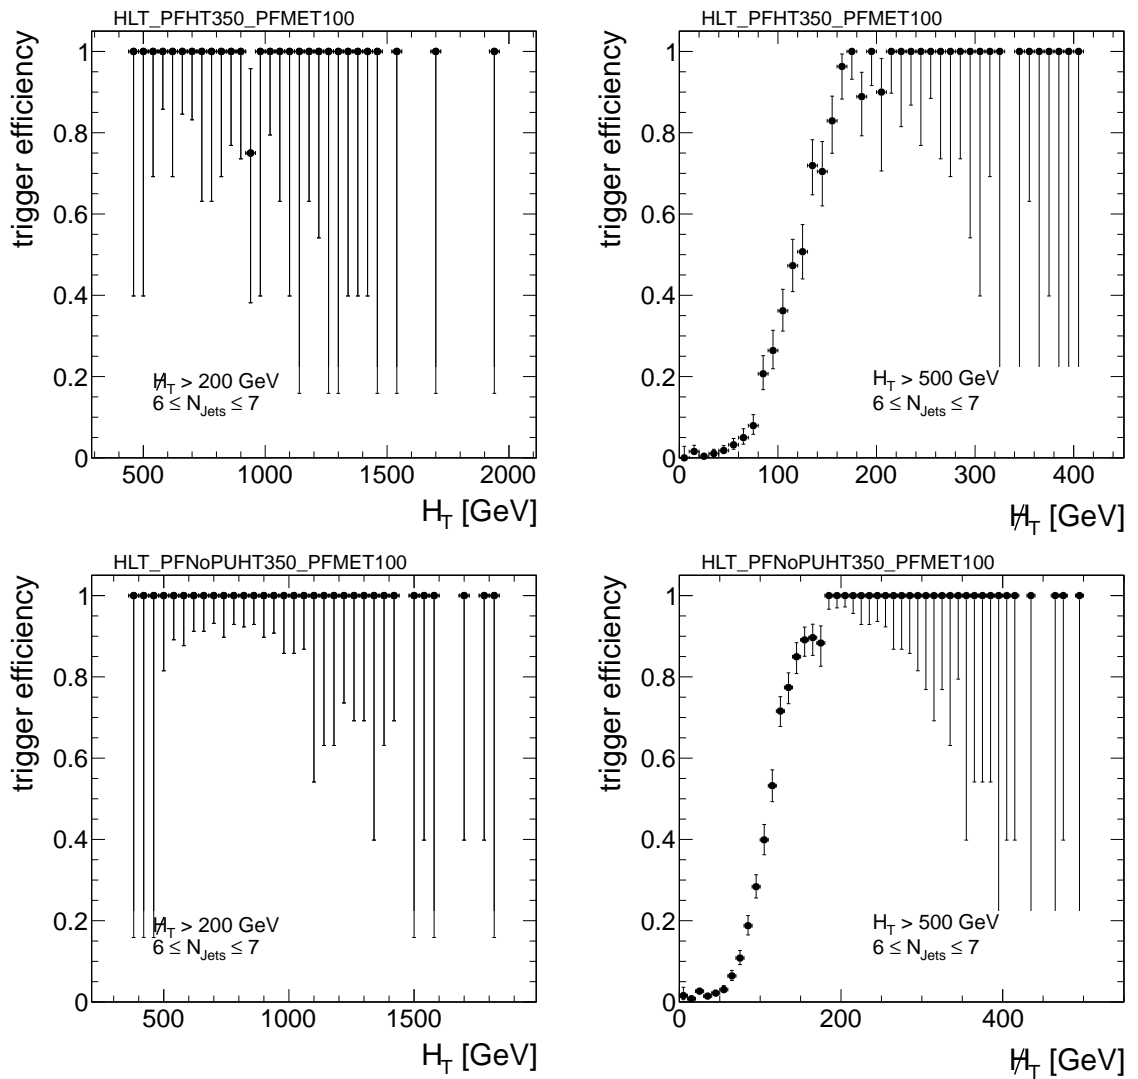 HLT_PFHT350_PFMET100
trigger efficiency
1
0.8
0.6
0.4
0.2
0
H̸_T > 200 GeV
6 ≤ N_Jets ≤ 7
500 1000 1500 2000
H_T [GeV]
HLT_PFHT350_PFMET100
trigger efficiency
1
0.8
0.6
0.4
0.2
0
H_T > 500 GeV
6 ≤ N_Jets ≤ 7
0 100 200 300 400
H̸_T [GeV]
HLT_PFNoPUHT350_PFMET100
trigger efficiency
1
0.8
0.6
0.4
0.2
0
H̸_T > 200 GeV
6 ≤ N_Jets ≤ 7
500 1000 1500
H_T [GeV]
HLT_PFNoPUHT350_PFMET100
trigger efficiency
1
0.8
0.6
0.4
0.2
0
H_T > 500 GeV
6 ≤ N_Jets ≤ 7
0 200 400
H̸_T [GeV]